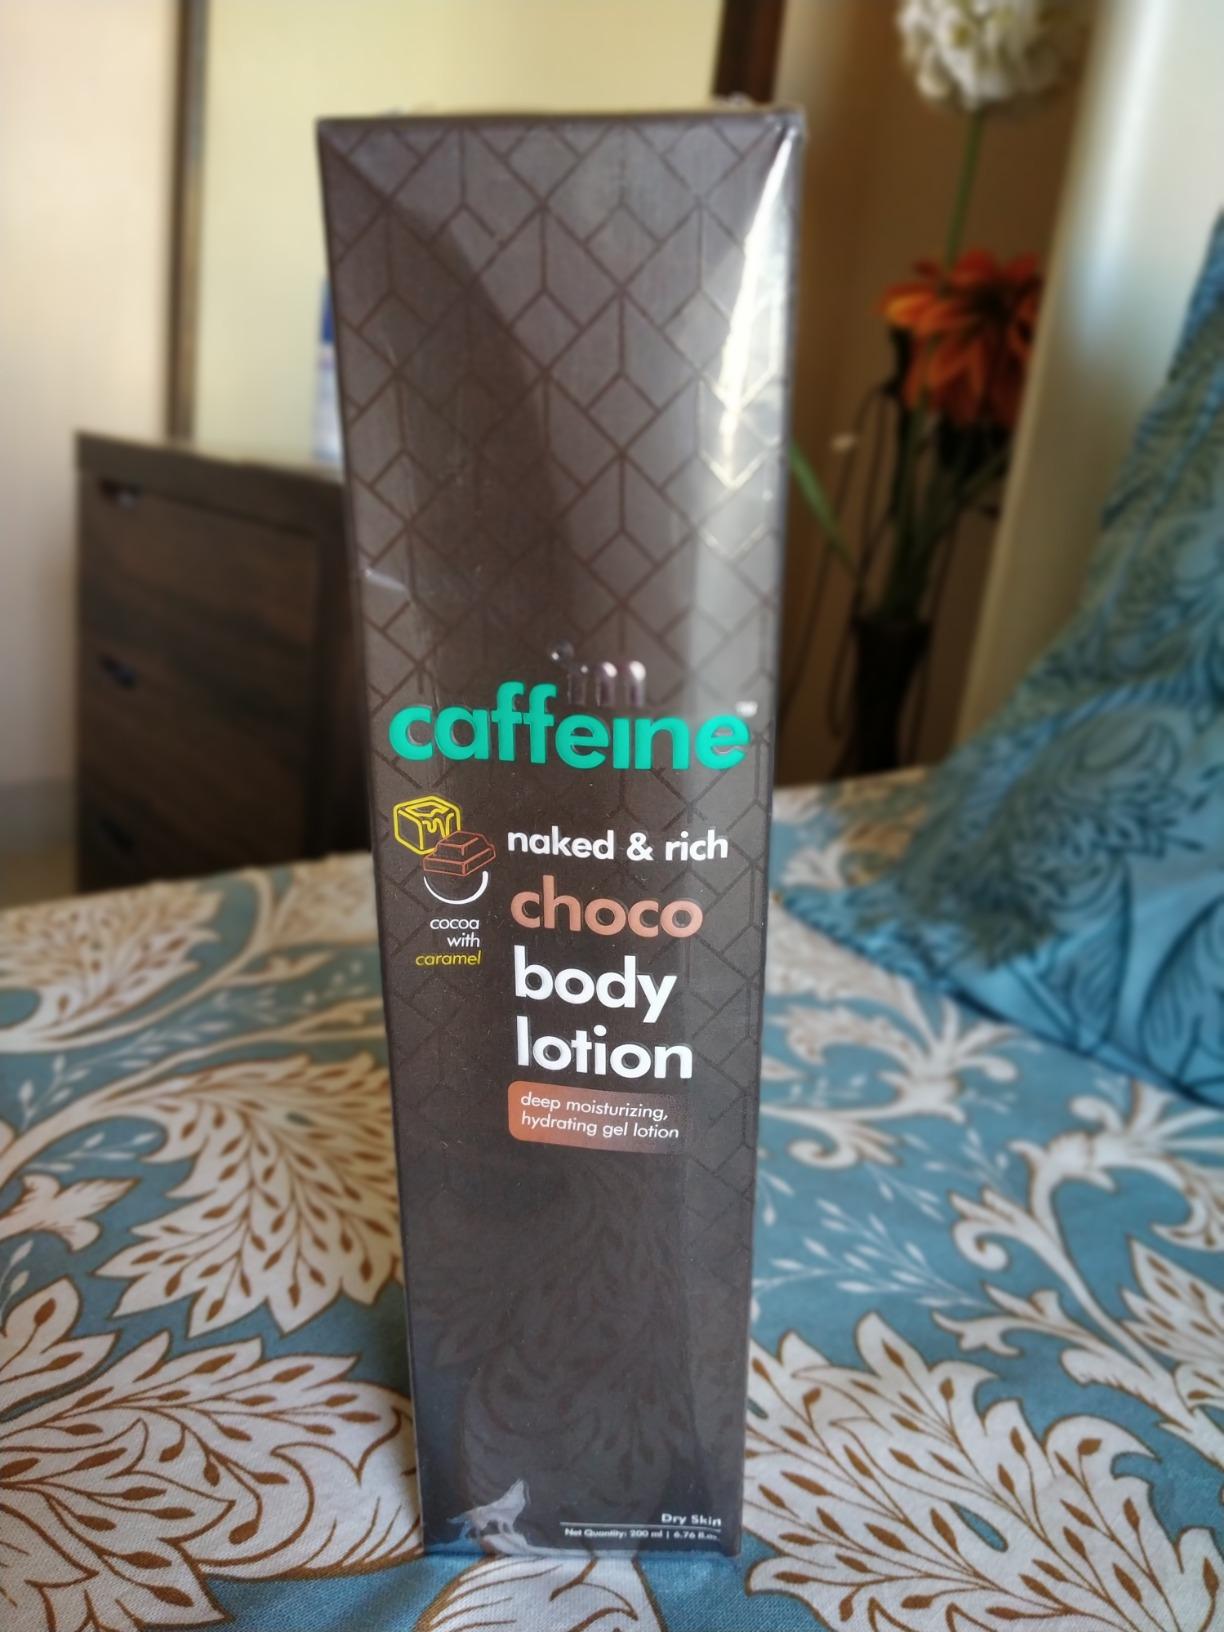 mcaffeine™
naked & rich
choco
body
lotion
deep moisturizing,
hydrating gel lotion
cocoa
with
caramel
Dry Skin
Net Quantity: 200 ml | 6.76 fl.oz.